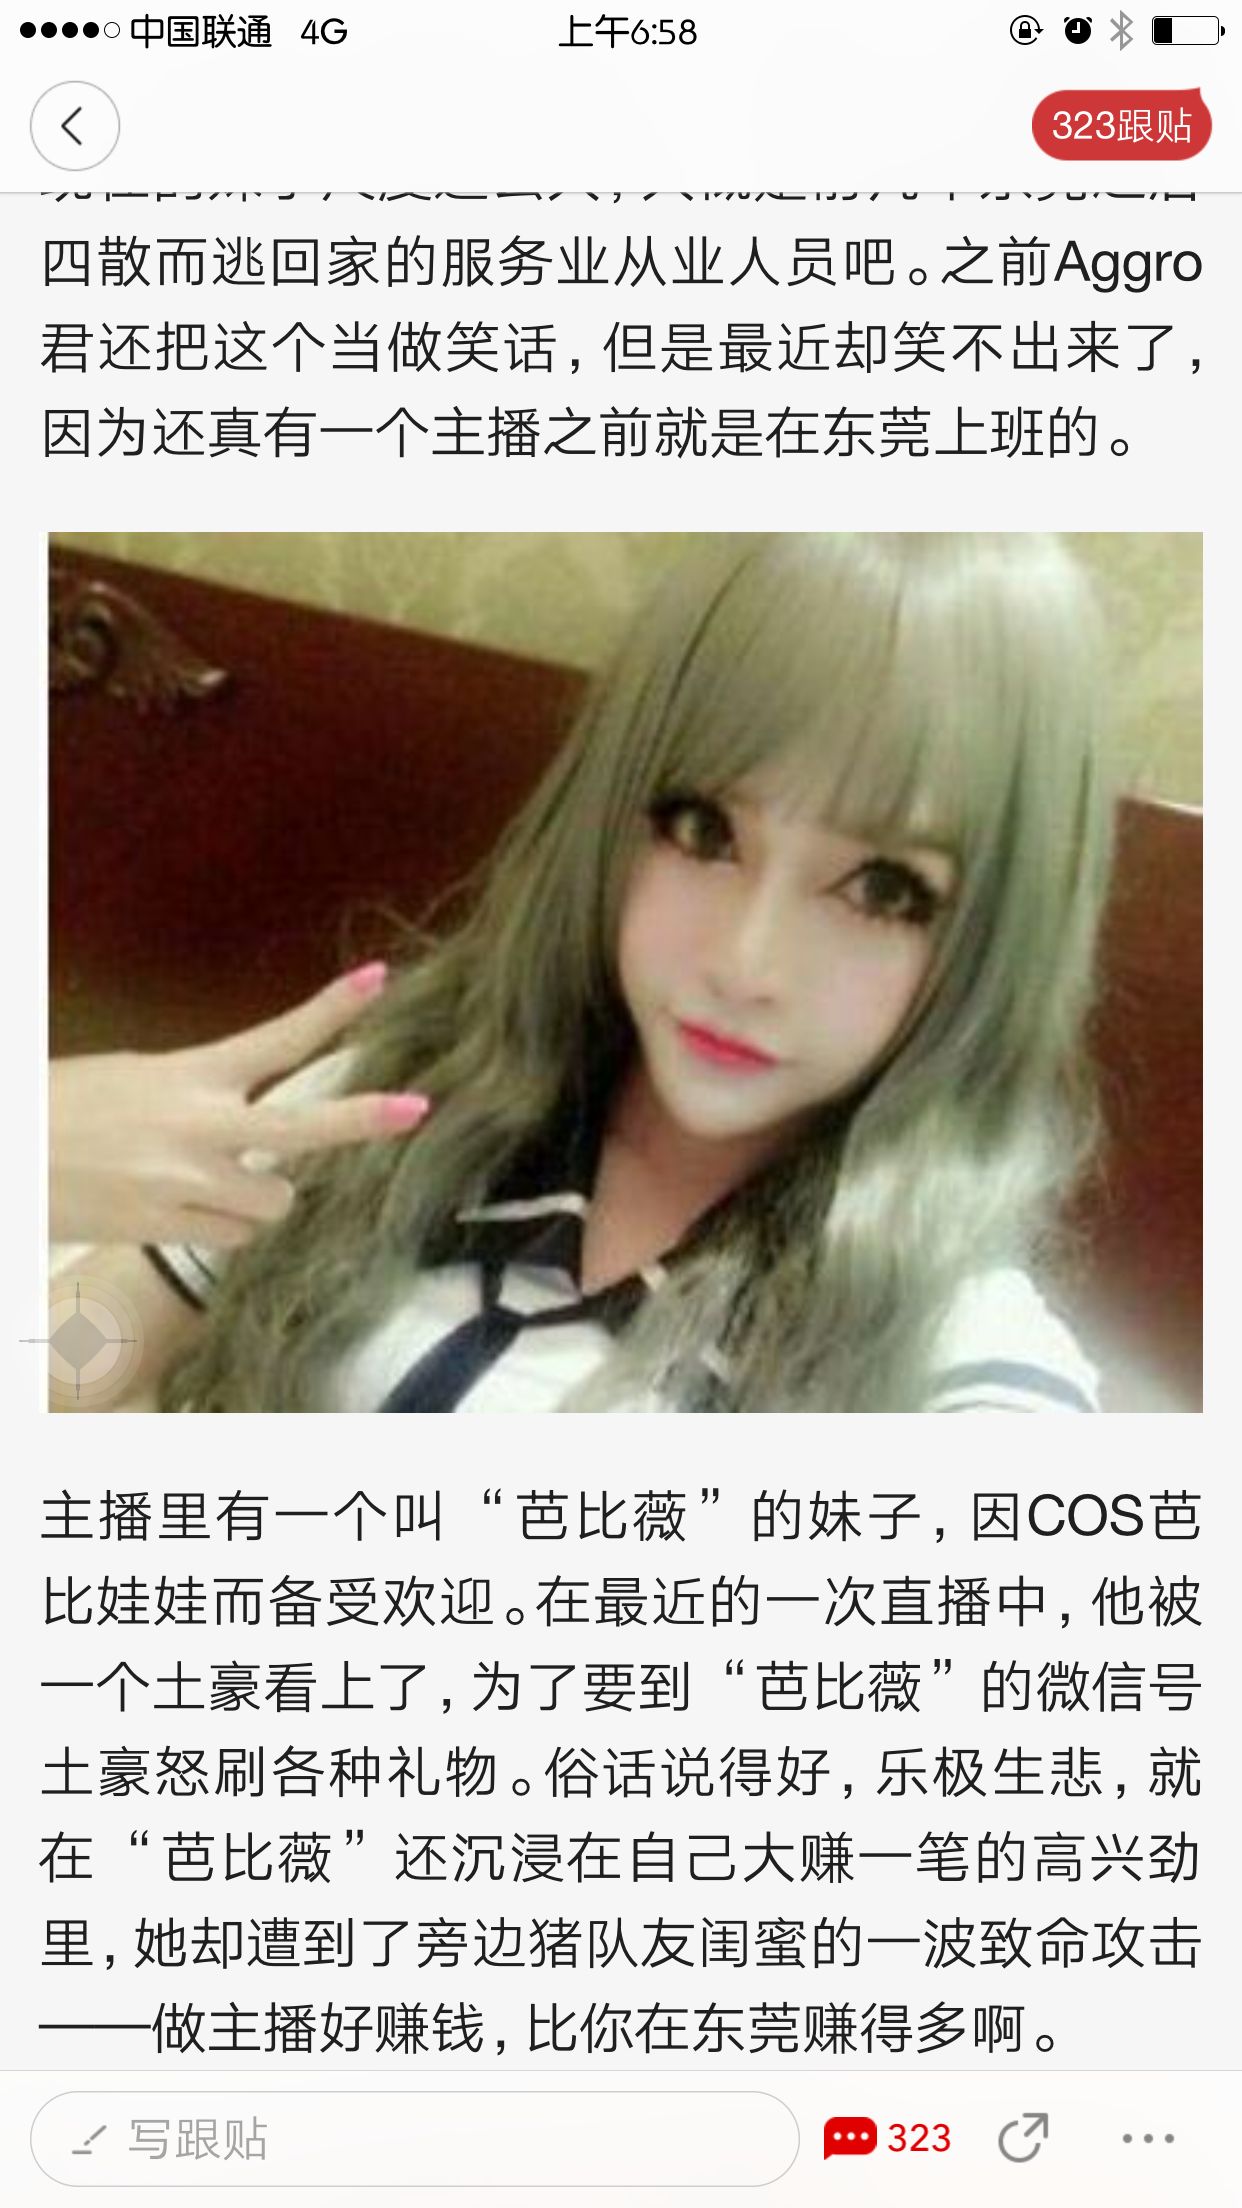 中国联通 4G 上午6:58
323跟贴
四散而逃回家的服务业从业人员吧。之前Aggro
君还把这个当做笑话，但是最近却笑不出来了，
因为还真有一个主播之前就是在东莞上班的。
主播里有一个叫“芭比薇”的妹子，因COS芭
比娃娃而备受欢迎。在最近的一次直播中，他被
一个土豪看上了，为了要到“芭比薇”的微信号
土豪怒刷各种礼物。俗话说得好，乐极生悲，就
在“芭比薇”还沉浸在自己大赚一笔的高兴劲
里，她却遭到了旁边猪队友闺蜜的一波致命攻击
——做主播好赚钱，比你在东莞赚得多啊。
写跟贴 323